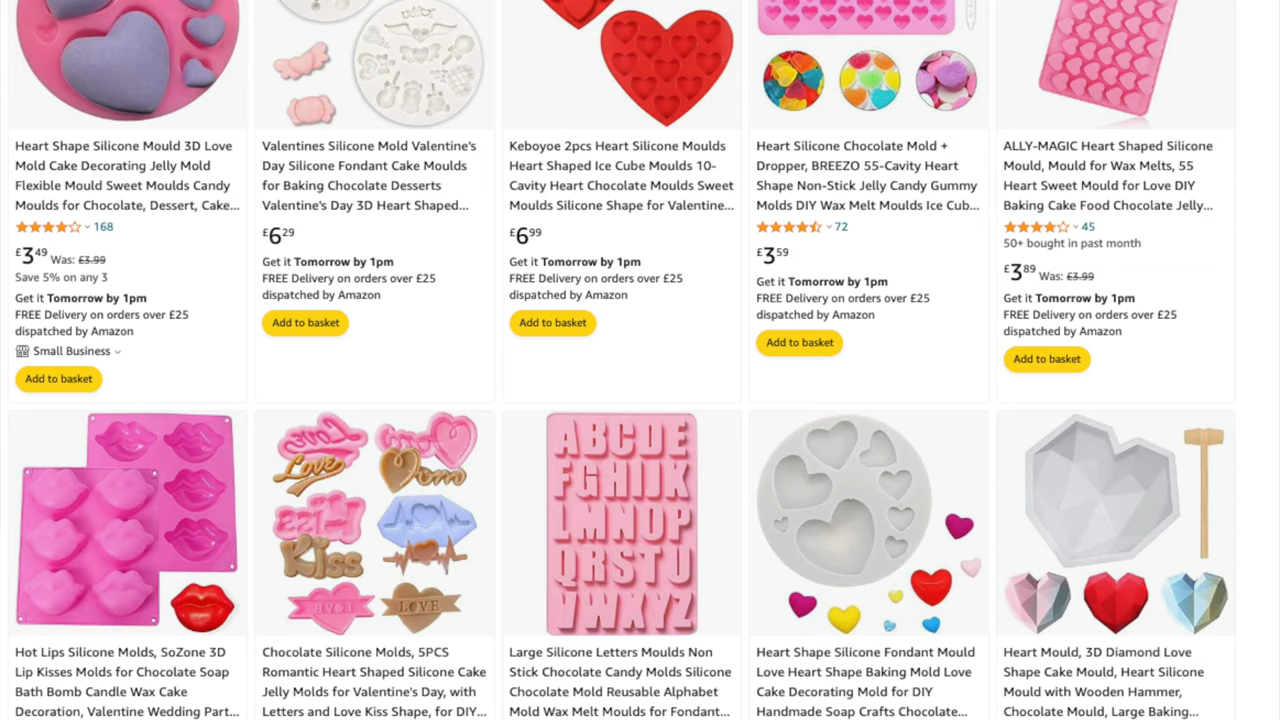 Heart Shape Silicone Mould 3D Love
Mold Cake Decorating Jelly Mold
Flexible Mould Sweet Moulds Candy
Moulds for Chocolate, Dessert, Cake...
168
£3.49 Was: £3.99
Save 5% on any 3
Get it Tomorrow by 1pm
FREE Delivery on orders over £25
dispatched by Amazon
Small Business
Add to basket
Valentines Silicone Mold Valentine's
Day Silicone Fondant Cake Moulds
for Baking Chocolate Desserts
Valentine's Day 3D Heart Shaped...
£6.29
Get it Tomorrow by 1pm
FREE Delivery on orders over £25
dispatched by Amazon
Add to basket
Keboyoe 2pcs Heart Silicone Moulds
Heart Shaped Ice Cube Moulds 10-
Cavity Heart Chocolate Moulds Sweet
Moulds Silicone Shape for Valentine...
£6.99
Get it Tomorrow by 1pm
FREE Delivery on orders over £25
dispatched by Amazon
Add to basket
Heart Silicone Chocolate Mold +
Dropper, BREEZO 55-Cavity Heart
Shape Non-Stick Jelly Candy Gummy
Molds DIY Wax Melt Moulds Ice Cub...
72
£3.59
Get it Tomorrow by 1pm
FREE Delivery on orders over £25
dispatched by Amazon
Add to basket
ALLY-MAGIC Heart Shaped Silicone
Mould, Mould for Wax Melts, 55
Heart Sweet Mould for Love DIY
Baking Cake Food Chocolate Jelly...
45
50+ bought in past month
£3.89 Was: £3.99
Get it Tomorrow by 1pm
FREE Delivery on orders over £25
dispatched by Amazon
Add to basket
Hot Lips Silicone Molds, SoZone 3D
Lip Kisses Molds for Chocolate Soap
Bath Bomb Candle Wax Cake
Decoration, Valentine Wedding Part...
Love
Mom
Kiss
LOVE
Chocolate Silicone Molds, 5PCS
Romantic Heart Shaped Silicone Cake
Jelly Molds for Valentine's Day, with
Letters and Love Kiss Shape, for DIY...
ABCDE
FGHIJK
LMNOP
QRSTU
VWXYZ
Large Silicone Letters Moulds Non
Stick Chocolate Candy Molds Silicone
Chocolate Mold Reusable Alphabet
Mold Wax Melt Moulds for Fondant...
Heart Shape Silicone Fondant Mould
Love Heart Shape Baking Mold Love
Cake Decorating Mold for DIY
Handmade Soap Crafts Chocolate...
Heart Mould, 3D Diamond Love
Shape Cake Mould, Heart Silicone
Mould with Wooden Hammer,
Chocolate Mould, Large Baking...